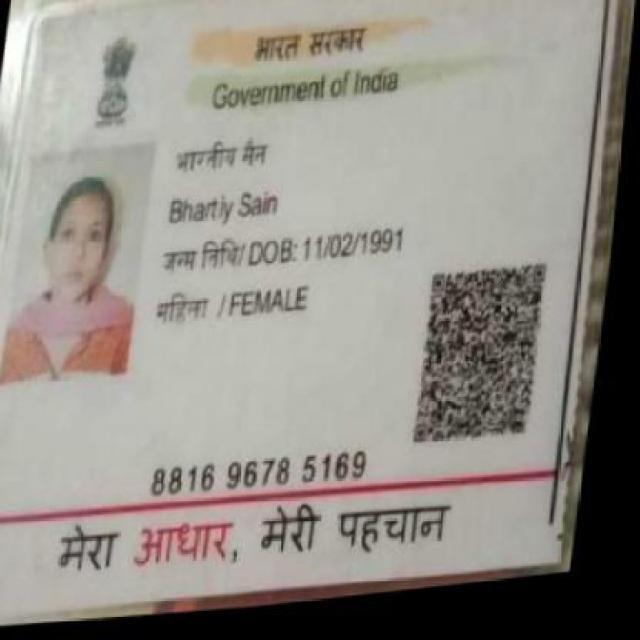 भारत सरकार
Government of India
भारतीय सैन
Bhartiy Sain
जन्म तिथि/ DOB: 11/02/1991
महिला / FEMALE
8816 9678 5169
मेरा आधार, मेरी पहचान